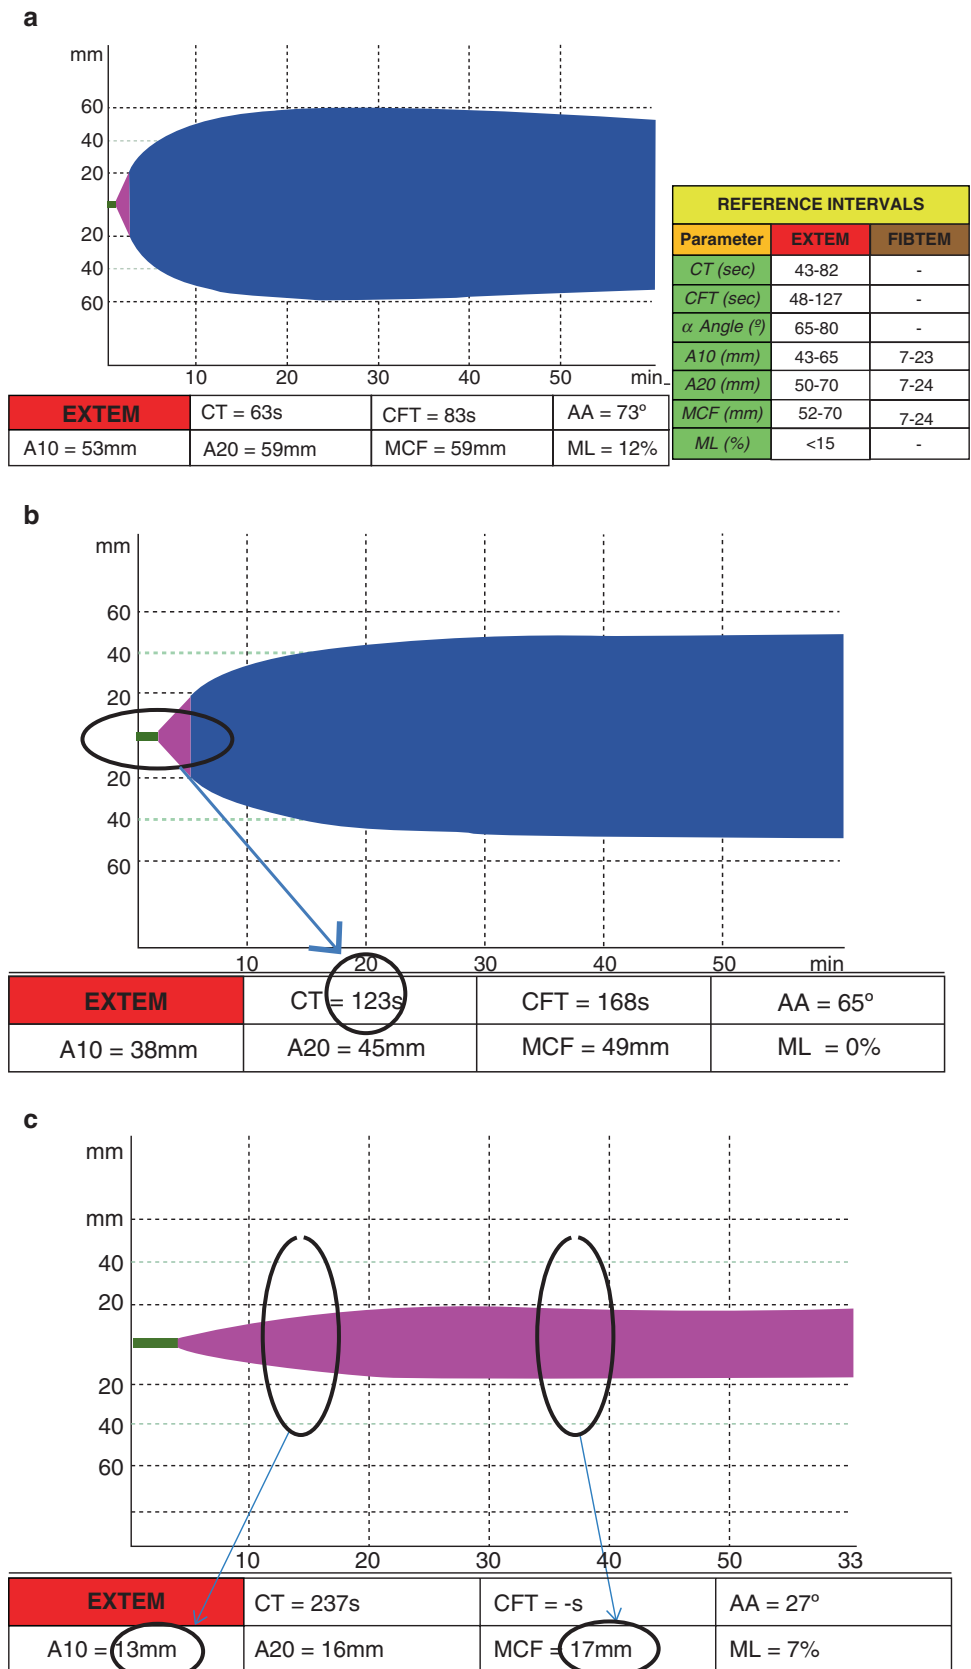 a
mm
60
40
20
20
40
60
10 20 30 40 50 min
EXTEM CT = 63s CFT = 83s AA = 73º
A10 = 53mm A20 = 59mm MCF = 59mm ML = 12%
REFERENCE INTERVALS
Parameter EXTEM FIBTEM
CT (sec) 43-82 -
CFT (sec) 48-127 -
α Angle (º) 65-80 -
A10 (mm) 43-65 7-23
A20 (mm) 50-70 7-24
MCF (mm) 52-70 7-24
ML (%) <15 -
b
mm
60
40
20
20
40
60
10 20 30 40 50 min
EXTEM CT = 123s CFT = 168s AA = 65º
A10 = 38mm A20 = 45mm MCF = 49mm ML = 0%
c
mm
mm
40
20
20
40
60
10 20 30 40 50 33
EXTEM CT = 237s CFT = -s AA = 27º
A10 = 13mm A20 = 16mm MCF = 17mm ML = 7%